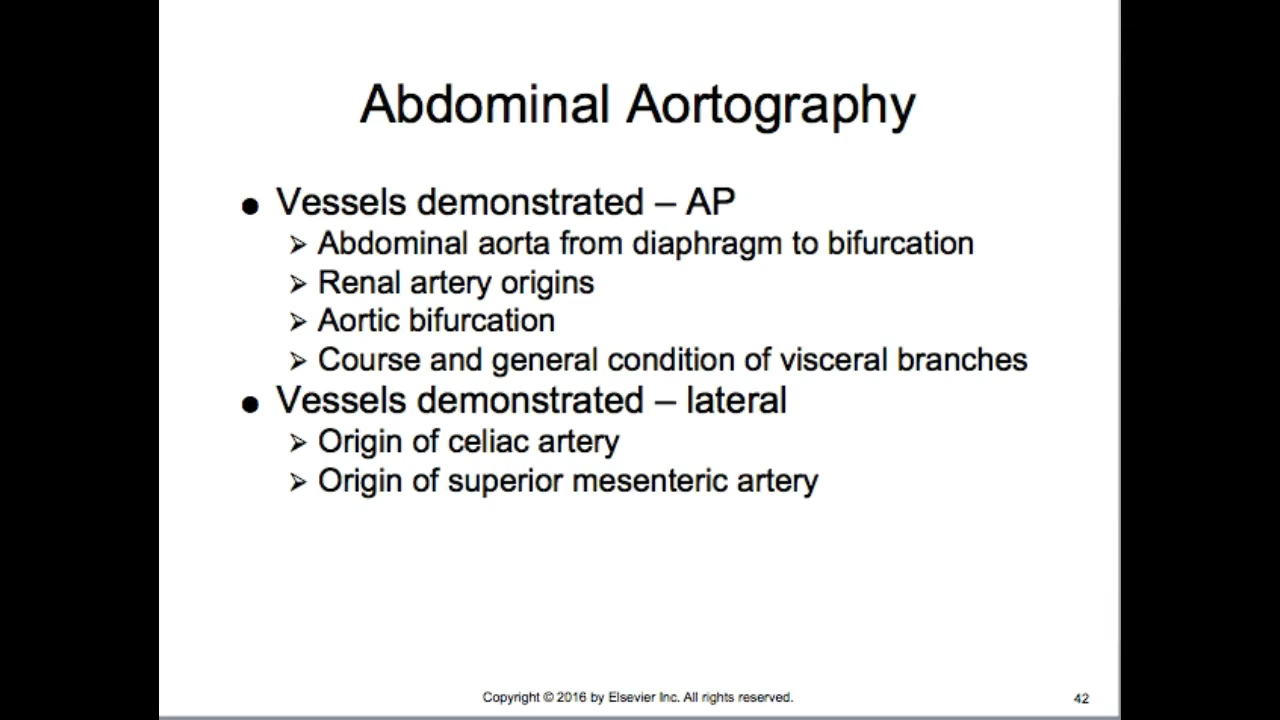 Abdominal Aortography
● Vessels demonstrated – AP
➢ Abdominal aorta from diaphragm to bifurcation
➢ Renal artery origins
➢ Aortic bifurcation
➢ Course and general condition of visceral branches
● Vessels demonstrated – lateral
➢ Origin of celiac artery
➢ Origin of superior mesenteric artery
Copyright © 2016 by Elsevier Inc. All rights reserved.
42